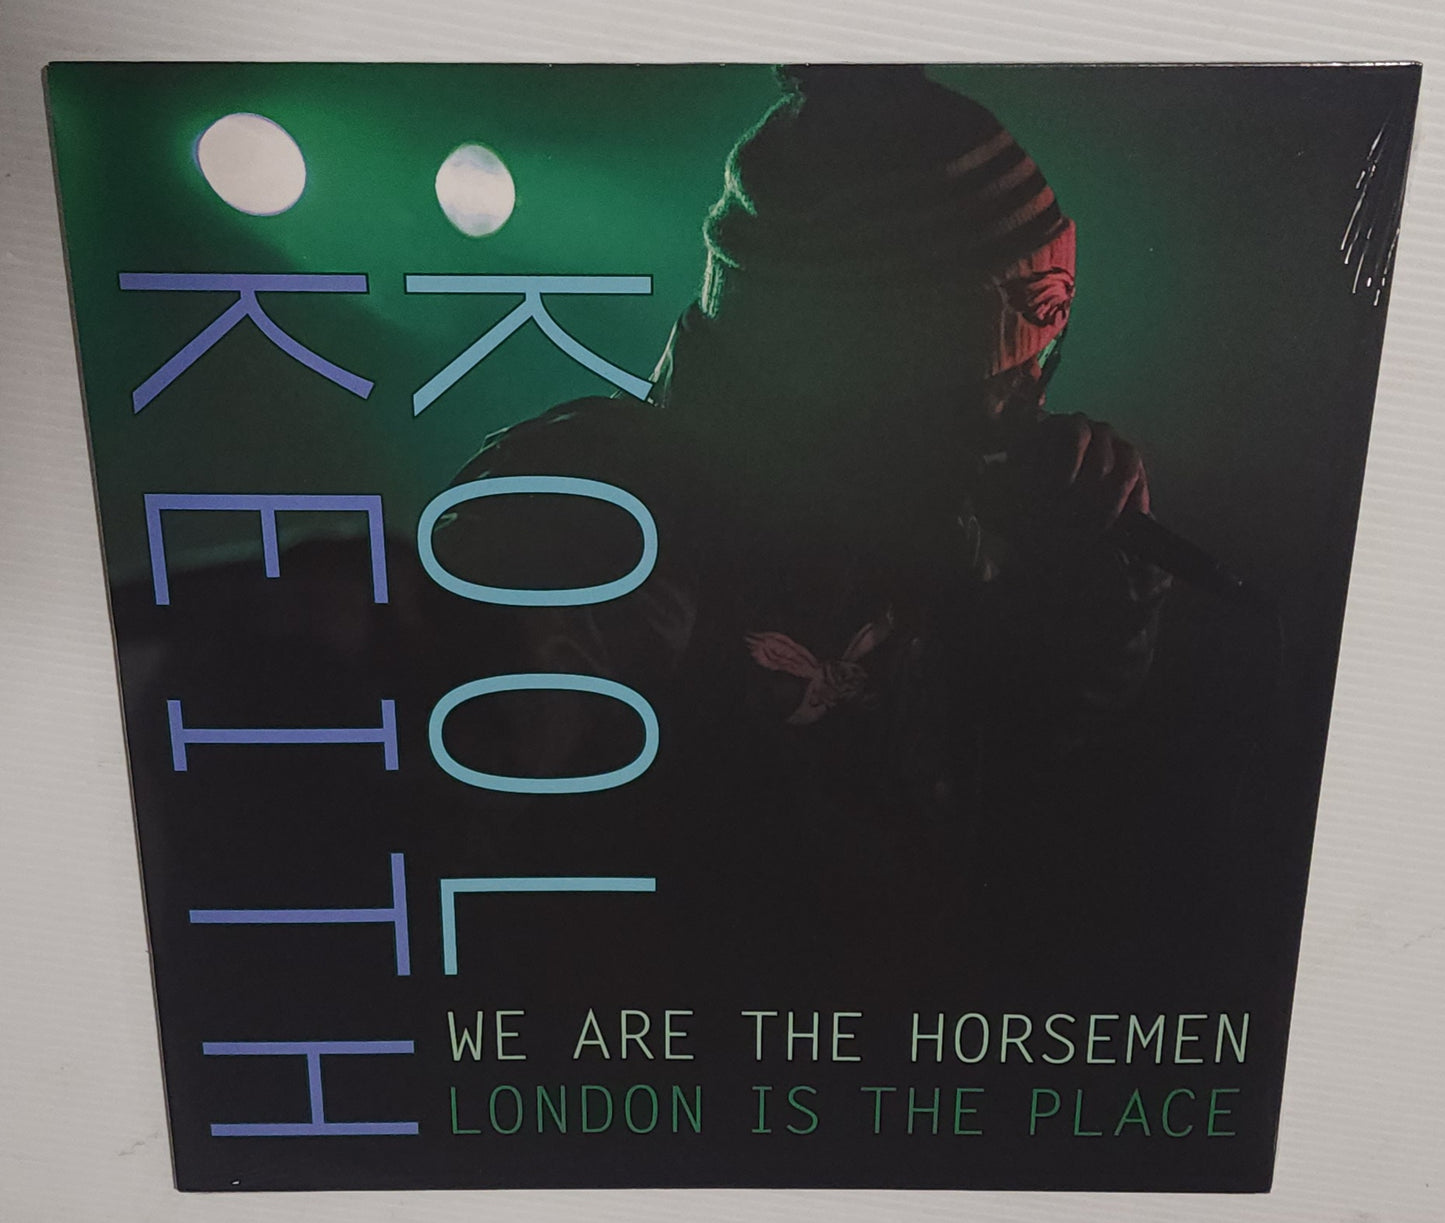 KOOL
KEITH
WE ARE THE HORSEMEN
LONDON IS THE PLACE